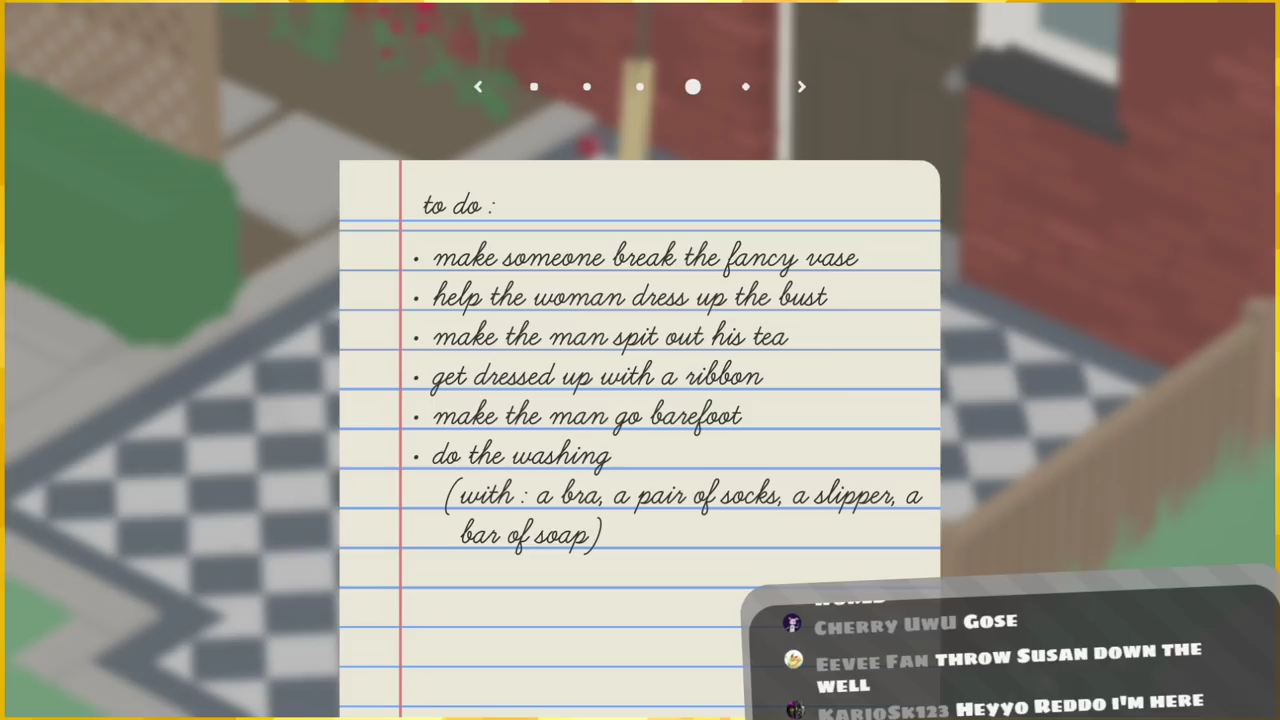 to do :
• make someone break the fancy vase
• help the woman dress up the bust
• make the man spit out his tea
• get dressed up with a ribbon
• make the man go barefoot
• do the washing
(with : a bra, a pair of socks, a slipper, a
bar of soap)
Cherry UwU Gose
Eevee Fan throw Susan down the
well
KarioSk123 Heyyo Reddo i'm here